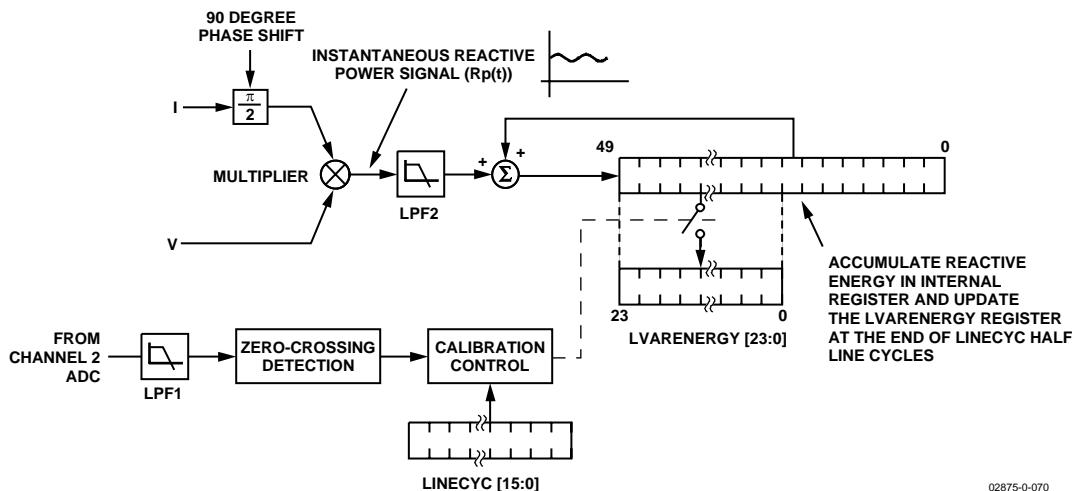 90 DEGREE
PHASE SHIFT
INSTANTANEOUS REACTIVE
POWER SIGNAL (Rp(t))
I
π
2
MULTIPLIER
LPF2
+
+
Σ
49
0
V
23
0
LVARENERGY [23:0]
ACCUMULATE REACTIVE
ENERGY IN INTERNAL
REGISTER AND UPDATE
THE LVARENERGY REGISTER
AT THE END OF LINECYC HALF
LINE CYCLES
FROM
CHANNEL 2
ADC
LPF1
ZERO-CROSSING
DETECTION
CALIBRATION
CONTROL
LINECYC [15:0]
02875-0-070